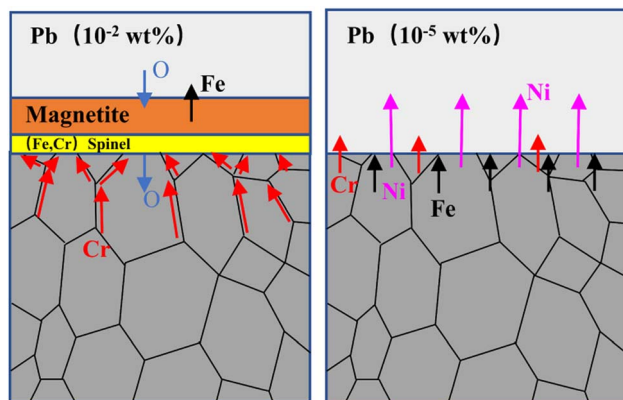 Pb (10-2 wt%)
O
Fe
Magnetite
(Fe,Cr) Spinel
O
Cr
Pb (10-5 wt%)
Ni
Cr
Ni
Fe